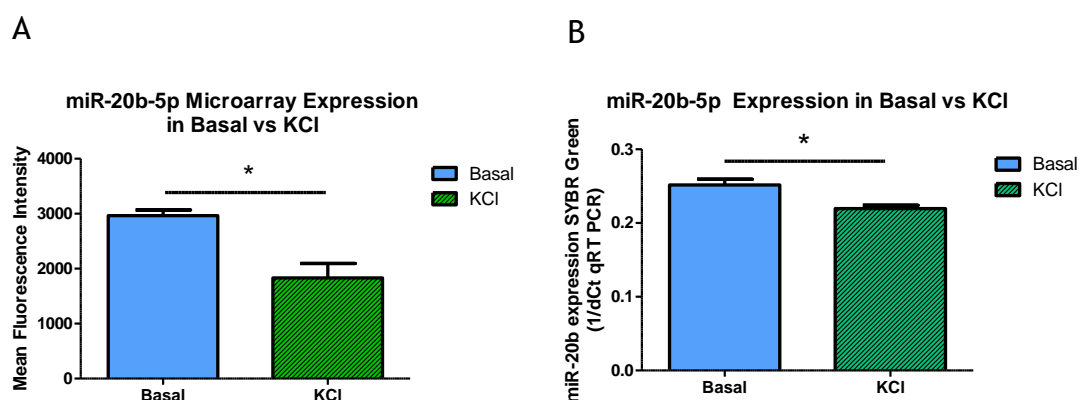 A
B
miR-20b-5p Microarray Expression
in Basal vs KCl
miR-20b-5p Expression in Basal vs KCl
Mean Fluorescence Intensity
4000
3000
2000
1000
0
*
Basal
KCl
Basal
KCl
miR-20b expression SYBR Green
(1/dCt qRT PCR)
0.3
0.2
0.1
0.0
*
Basal
KCl
Basal
KCl